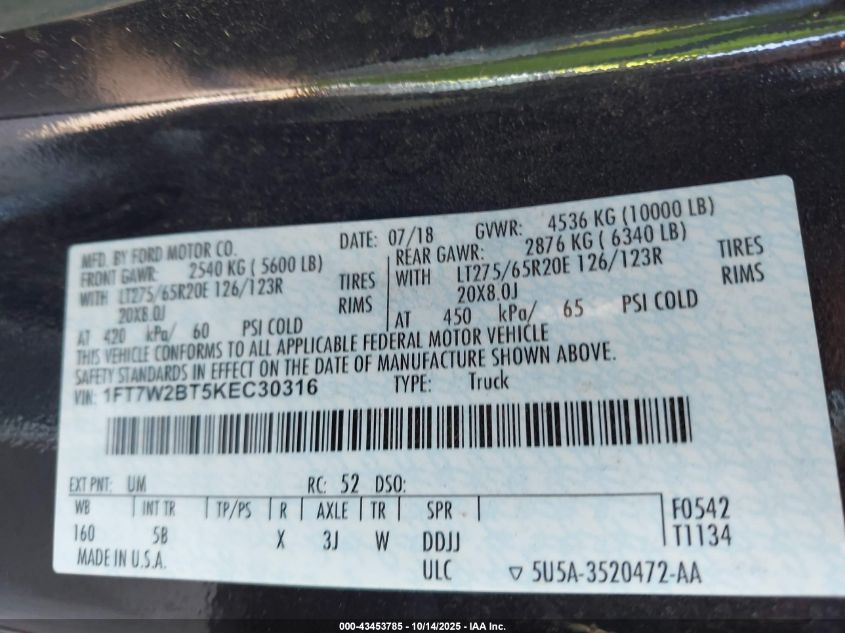 MFD. BY FORD MOTOR CO. DATE: 07/18 GVWR: 4536 KG (10000 LB)
FRONT GAWR: 2540 KG ( 5600 LB) REAR GAWR: 2876 KG ( 6340 LB)
WITH LT275/65R20E 126/123R TIRES WITH LT275/65R20E 126/123R TIRES
20X8.0J RIMS 20X8.0J RIMS
AT 420 kPa/ 60 PSI COLD AT 450 kPa/ 65 PSI COLD
THIS VEHICLE CONFORMS TO ALL APPLICABLE FEDERAL MOTOR VEHICLE
SAFETY STANDARDS IN EFFECT ON THE DATE OF MANUFACTURE SHOWN ABOVE.
VIN: 1FT7W2BT5KEC30316 TYPE: Truck
EXT PNT: UM RC: 52 DSO:
WB INT TR TP/PS R AXLE TR SPR
160 5B X 3J W DDJJ
F0542
T1134
MADE IN U.S.A. ULC ▽ 5U5A-3520472-AA
000-43453785 - 10/14/2025 - IAA Inc.